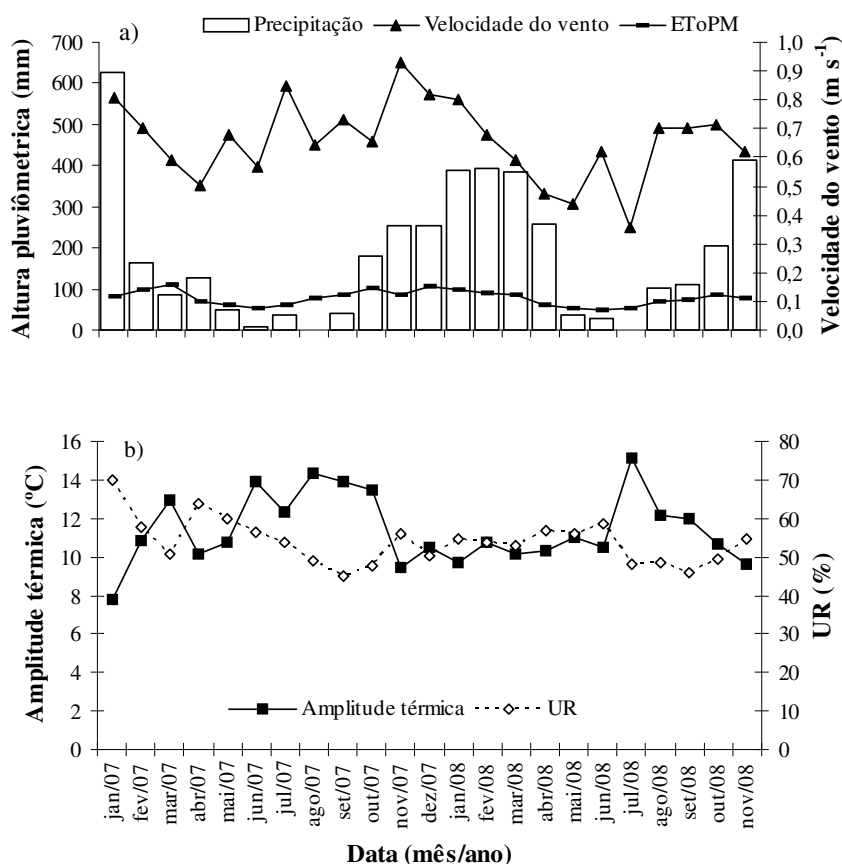 a)
Precipitação Velocidade do vento EToPM
Altura pluviômetrica (mm)
700
600
500
400
300
200
100
0
1,0
0,9
0,8
0,7
0,6
0,5
0,4
0,3
0,2
0,1
0,0
Velocidade do vento (m s-1)
b)
Amplitude térmica (ºC)
16
14
12
10
8
6
4
2
0
80
70
60
50
40
30
20
10
0
UR (%)
Amplitude térmica UR
jan/07
fev/07
mar/07
abr/07
mai/07
jun/07
jul/07
ago/07
set/07
out/07
nov/07
dez/07
jan/08
fev/08
mar/08
abr/08
mai/08
jun/08
jul/08
ago/08
set/08
out/08
nov/08
Data (mês/ano)